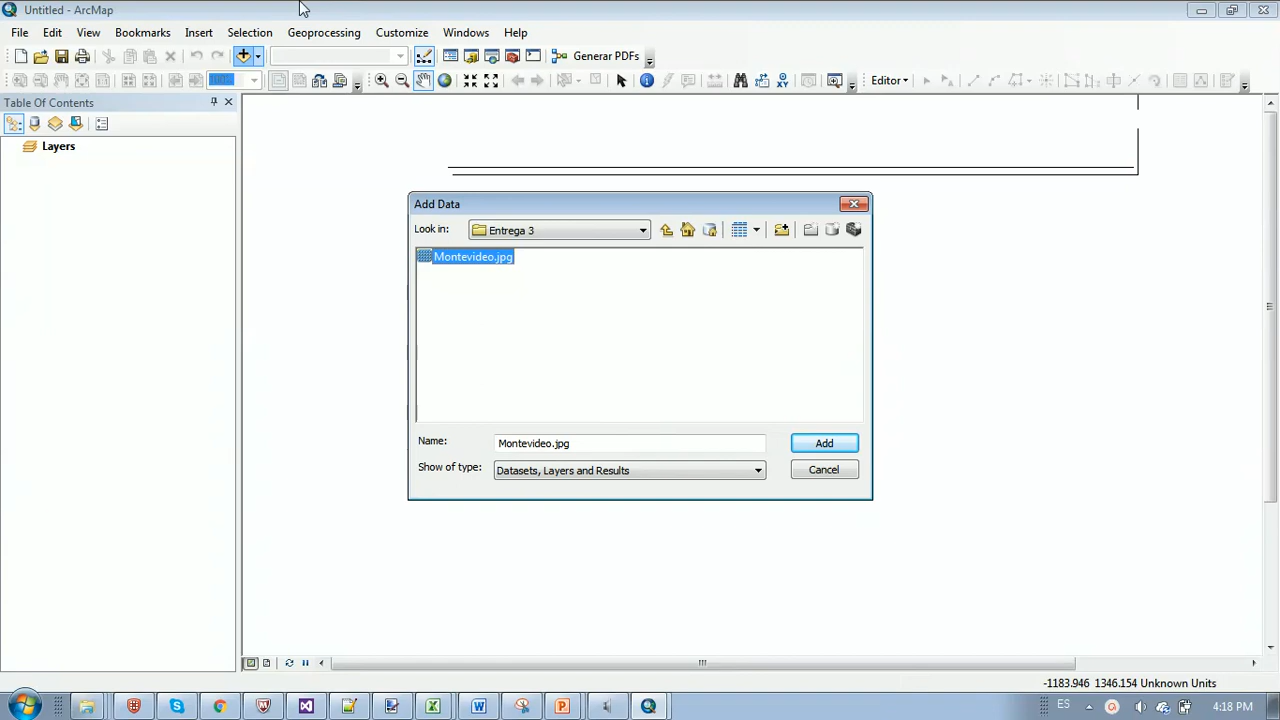 Untitled - ArcMap
File Edit View Bookmarks Insert Selection Geoprocessing Customize Windows Help
Generar PDFs
Editor
Table Of Contents
Layers
Add Data
Look in: Entrega 3
Montevideo.jpg
Name: Montevideo.jpg Add
Show of type: Datasets, Layers and Results Cancel
-1183.946 1346.154 Unknown Units
ES 4:18 PM